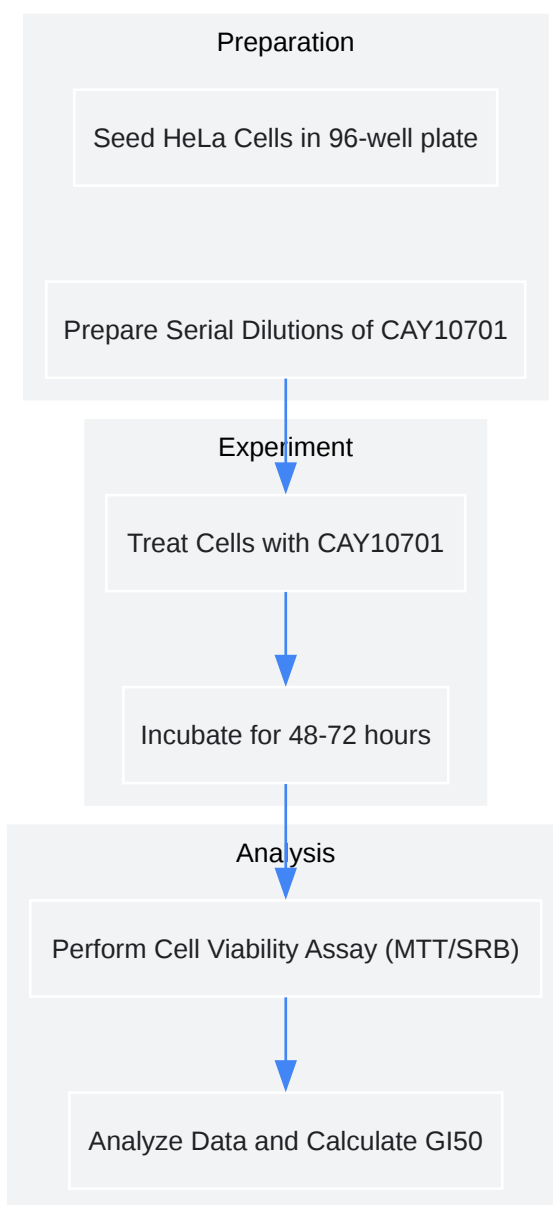 Preparation
Seed HeLa Cells in 96-well plate
Prepare Serial Dilutions of CAY10701
Experiment
Treat Cells with CAY10701
Incubate for 48-72 hours
Analysis
Perform Cell Viability Assay (MTT/SRB)
Analyze Data and Calculate GI50